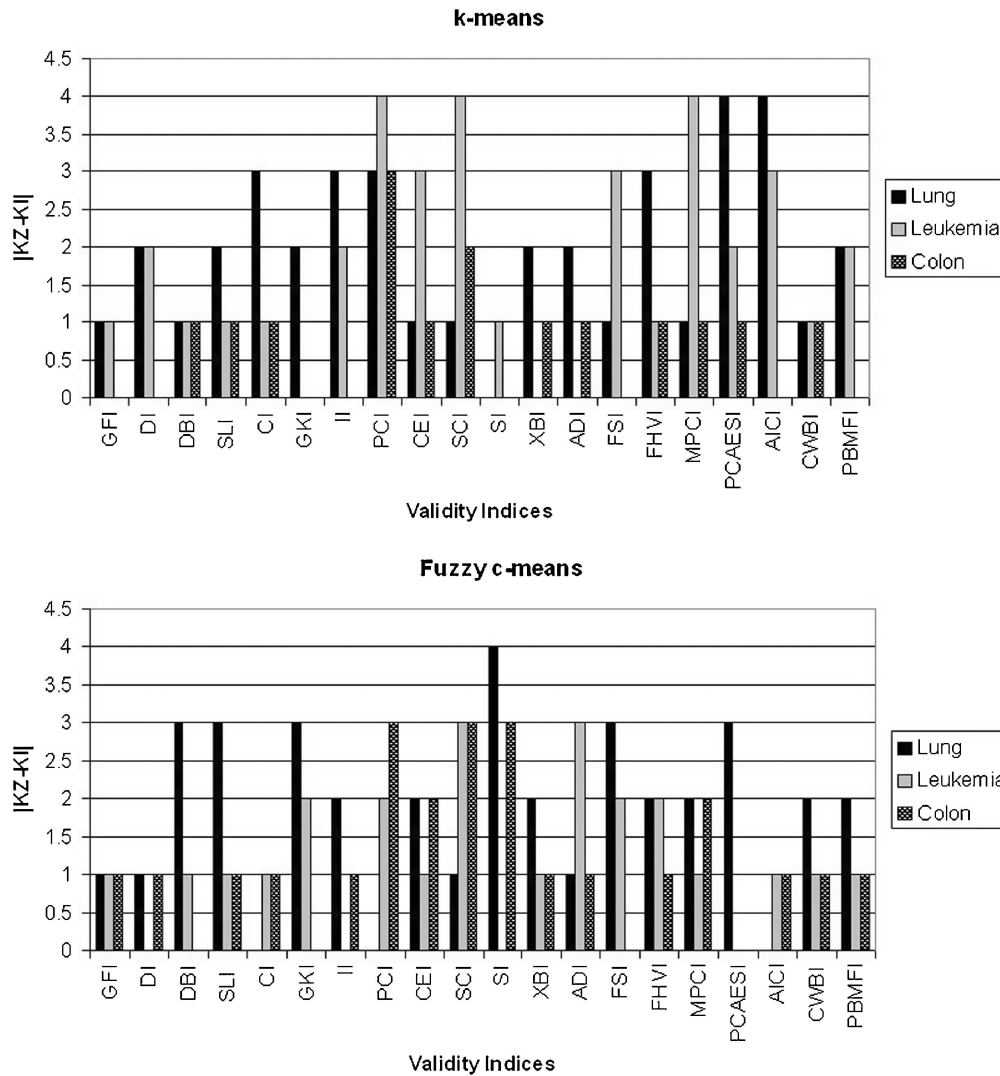 k-means
4.5
4
3.5
3
2.5
2
1.5
1
0.5
0
|KZ-KI|
GFI
DI
DBI
SLI
CI
GKI
II
PCI
CEI
SCI
SI
XBI
ADI
FSI
FHVI
MPCI
PCAESI
AICI
CWBI
PBMFI
Validity Indices
Lung
Leukemia
Colon
Fuzzy c-means
4.5
4
3.5
3
2.5
2
1.5
1
0.5
0
|KZ-KI|
GFI
DI
DBI
SLI
CI
GKI
II
PCI
CEI
SCI
SI
XBI
ADI
FSI
FHVI
MPCI
PCAESI
AICI
CWBI
PBMFI
Validity Indices
Lung
Leukemia
Colon